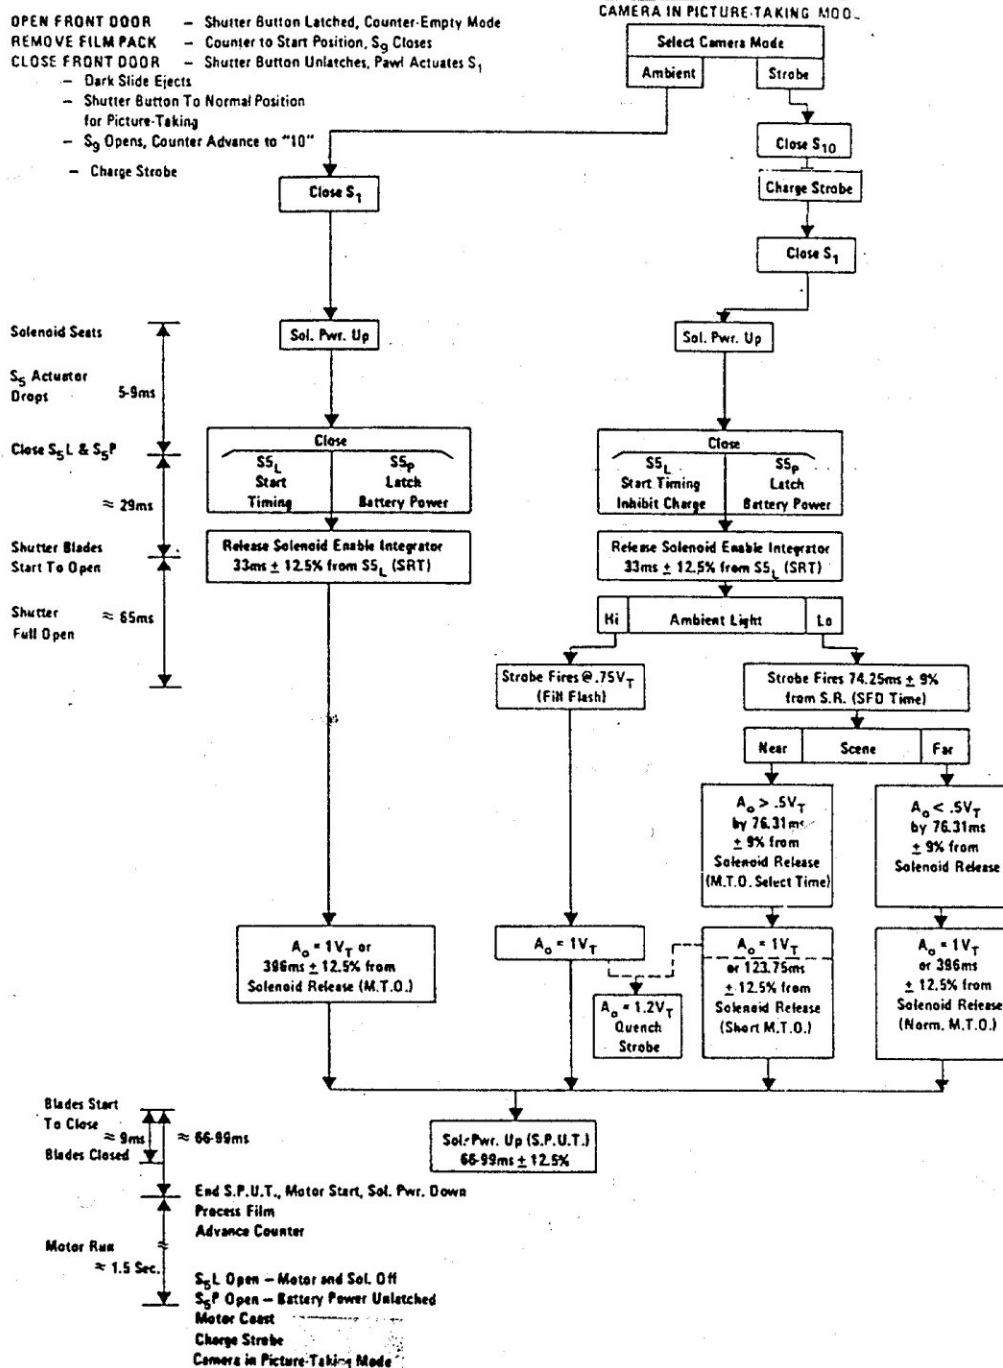 OPEN FRONT DOOR – Shutter Button Latched, Counter-Empty Mode
REMOVE FILM PACK – Counter to Start Position, S9 Closes
CLOSE FRONT DOOR – Shutter Button Unlatches, Pawl Actuates S1
– Dark Slide Ejects
– Shutter Button To Normal Position
for Picture-Taking
– S9 Opens, Counter Advance to "10"
– Charge Strobe
CAMERA IN PICTURE-TAKING
Select Camera Mode
Ambient
Strobe
Close S10
Charge Strobe
Close S1
Close S1
Solenoid Seats
S5 Actuator
Drops
5-9ms
Close S5L & S5P
≈ 29ms
Shutter Blades
Start To Open
Shutter
Full Open
≈ 65ms
Sol. Pwr. Up
Close
S5L
Start
Timing
S5P
Latch
Battery Power
Release Solenoid Enable Integrator
33ms ± 12.5% from S5L (SRT)
Sol. Pwr. Up
Close
S5L
Start Timing
Inhibit Charge
S5P
Latch
Battery Power
Release Solenoid Enable Integrator
33ms ± 12.5% from S5L (SRT)
Hi
Ambient Light
Lo
Strobe Fires @ .75VT
(Fill Flash)
Strobe Fires 74.25ms ± 9%
from S.R. (SFD Time)
Near
Scene
Far
Ao > .5VT
by 76.31ms
± 9% from
Solenoid Release
(M.T.O. Select Time)
Ao < .5VT
by 76.31ms
± 9% from
Solenoid Release
Ao = 1VT or
396ms ± 12.5% from
Solenoid Release (M.T.O.)
Ao = 1VT
Ao = 1.2VT
Quench
Strobe
Ao = 1VT
or 123.75ms
± 12.5% from
Solenoid Release
(Short M.T.O.)
Ao = 1VT
or 396ms
± 12.5% from
Solenoid Release
(Norm. M.T.O.)
Sol. Pwr. Up (S.P.U.T.)
66-99ms ± 12.5%
Blades Start
To Close
≈ 9ms
Blades Closed
≈ 66-99ms
End S.P.U.T., Motor Start, Sol. Pwr. Down
Process Film
Advance Counter
Motor Run
≈ 1.5 Sec.
S5L Open – Motor and Sol. Off
S5P Open – Battery Power Unlatched
Motor Coast
Charge Strobe
Camera in Picture-Taking Mode